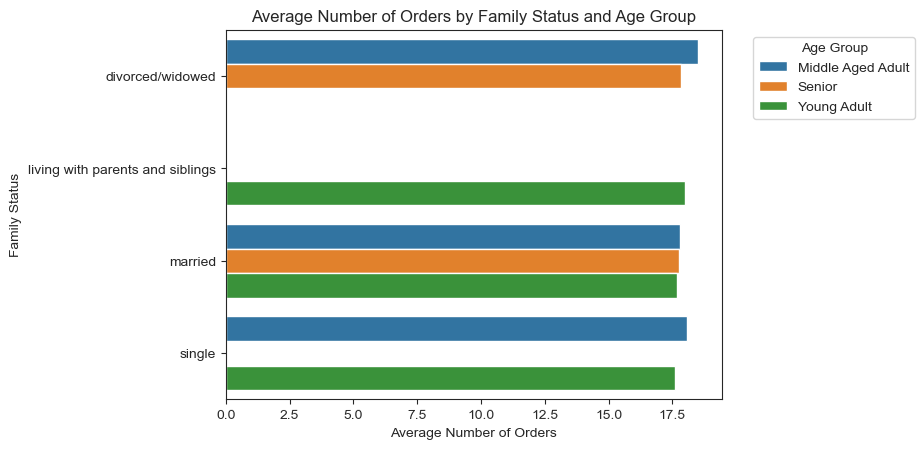 Average Number of Orders by Family Status and Age Group
Age Group
Middle Aged Adult
Senior
Young Adult
Family Status
divorced/widowed
living with parents and siblings
married
single
0.0 2.5 5.0 7.5 10.0 12.5 15.0 17.5
Average Number of Orders